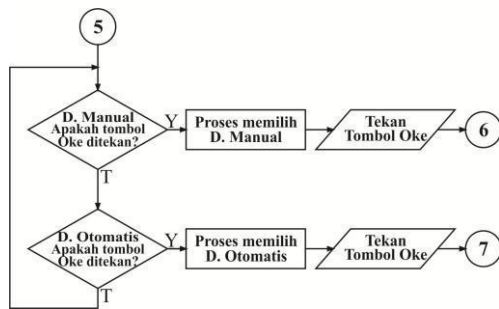 5
D. Manual
Apakah tombol
Oke ditekan?
Y
Proses memilih
D. Manual
Tekan
Tombol Oke
6
T
D. Otomatis
Apakah tombol
Oke ditekan?
Y
Proses memilih
D. Otomatis
Tekan
Tombol Oke
7
T